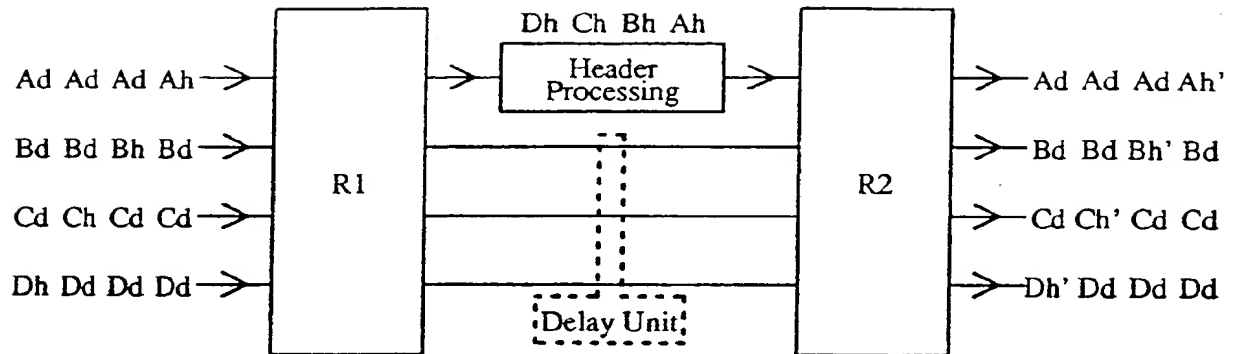 Dh Ch Bh Ah
Header
Processing
Ad Ad Ad Ah
Ad Ad Ad Ah'
Bd Bd Bh Bd
Bd Bd Bh' Bd
R1
R2
Cd Ch Cd Cd
Cd Ch' Cd Cd
Dh Dd Dd Dd
Dh' Dd Dd Dd
Delay Unit